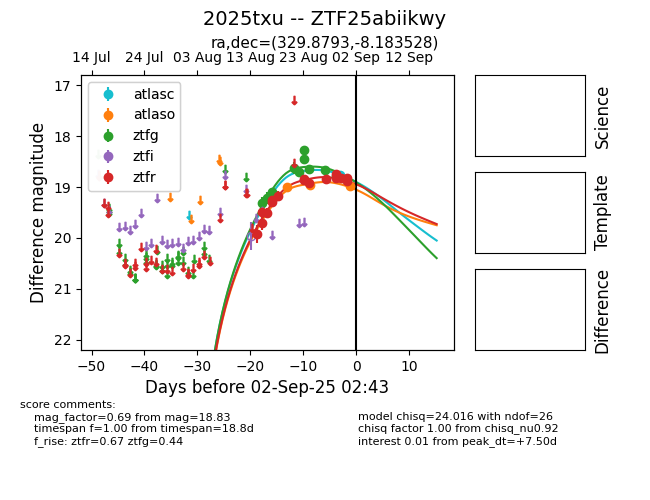 2025txu -- ZTF25abiikwy
ra,dec=(329.8793,-8.183528)
14 Jul 24 Jul 03 Aug 13 Aug 23 Aug 02 Sep 12 Sep
17
18
19
20
21
22
Difference magnitude
atlasc
atlaso
ztfg
ztfi
ztfr
−50 −40 −30 −20 −10 0 10
Days before 02-Sep-25 02:43
Science
Template
Difference
score comments:
mag_factor=0.69 from mag=18.83
timespan f=1.00 from timespan=18.8d
f_rise: ztfr=0.67 ztfg=0.44
model chisq=24.016 with ndof=26
chisq factor 1.00 from chisq_nu0.92
interest 0.01 from peak_dt=+7.50d